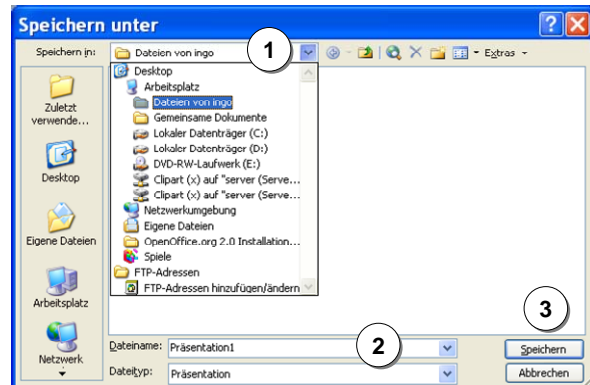 Speichern unter
Speichern in: Dateien von ingo 1 Extras
Desktop
Arbeitsplatz
Dateien von ingo
Gemeinsame Dokumente
Lokaler Datenträger (C:)
Lokaler Datenträger (D:)
DVD-RW-Laufwerk (E:)
Clipart (x) auf "server (Serve...
Clipart (x) auf "server (Serve...
Netzwerkumgebung
Eigene Dateien
OpenOffice.org 2.0 Installation...
Spiele
FTP-Adressen
FTP-Adressen hinzufügen/ändern
Zuletzt
verwende...
Desktop
Eigene Dateien
Arbeitsplatz
Netzwerk
3
Dateiname: Präsentation1 2 Speichern
Dateityp: Präsentation Abbrechen